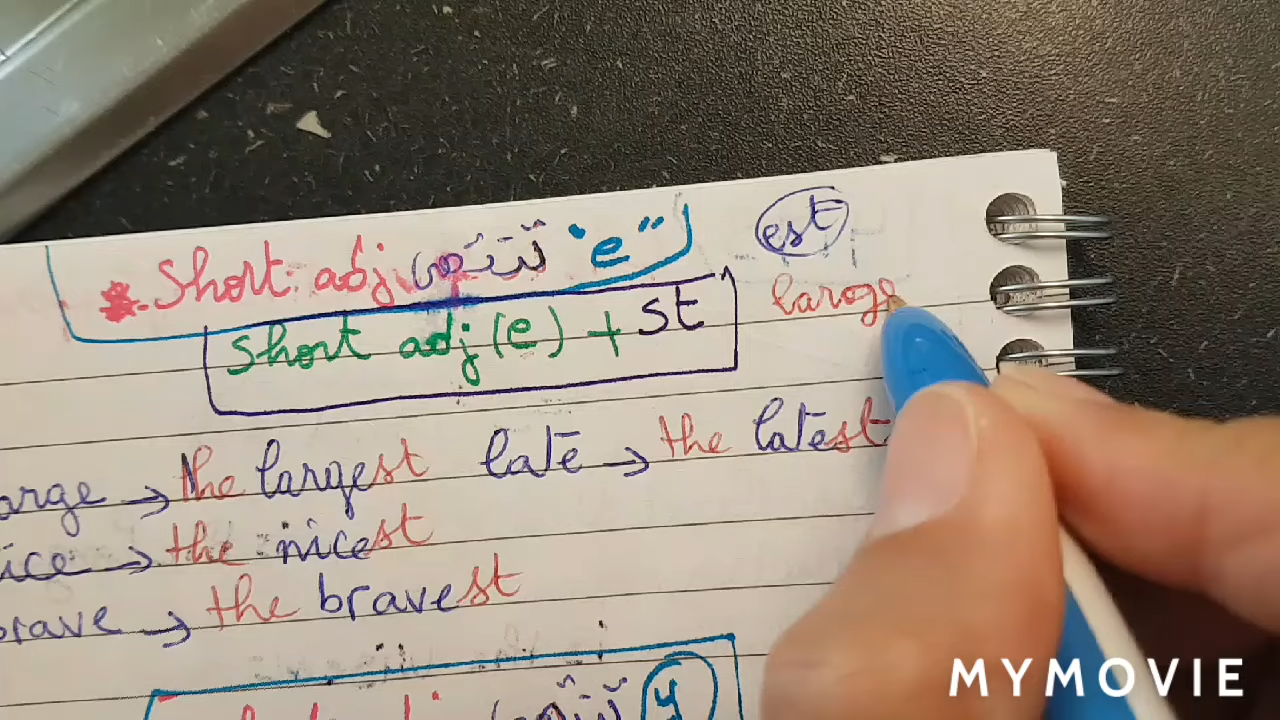 *. Short adj تنتهي "e"
est
large
Short adj (e) + st
arge → the largest late → the latest
ice → the nicest
brave → the bravest
y
MYMOVIE